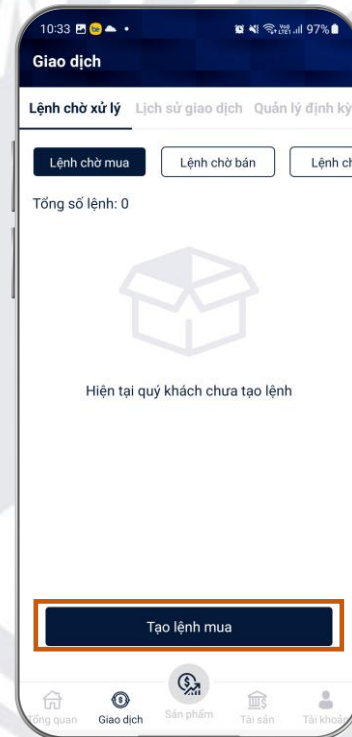 10:33 97%
Giao dịch
Lệnh chờ xử lý Lịch sử giao dịch Quản lý định kỳ
Lệnh chờ mua Lệnh chờ bán Lệnh ch
Tổng số lệnh: 0
Hiện tại quý khách chưa tạo lệnh
Tạo lệnh mua
Tổng quan Giao dịch Sản phẩm Tài sản Tài khoản